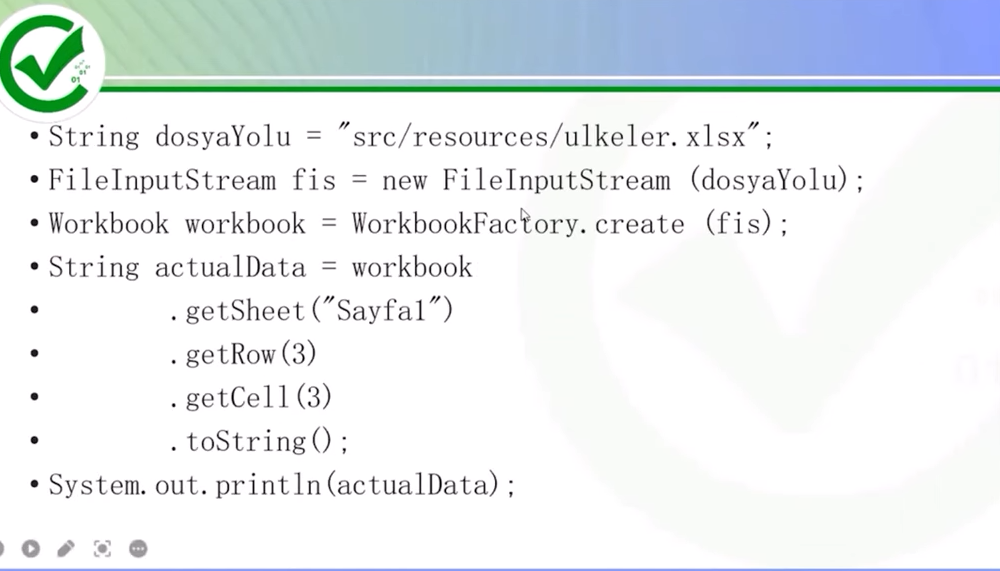 • String dosyaYolu = "src/resources/ulkeler.xlsx";
• FileInputStream fis = new FileInputStream (dosyaYolu);
• Workbook workbook = WorkbookFactory.create (fis);
• String actualData = workbook
• .getSheet("Sayfa1")
• .getRow(3)
• .getCell(3)
• .toString();
• System.out.println(actualData);